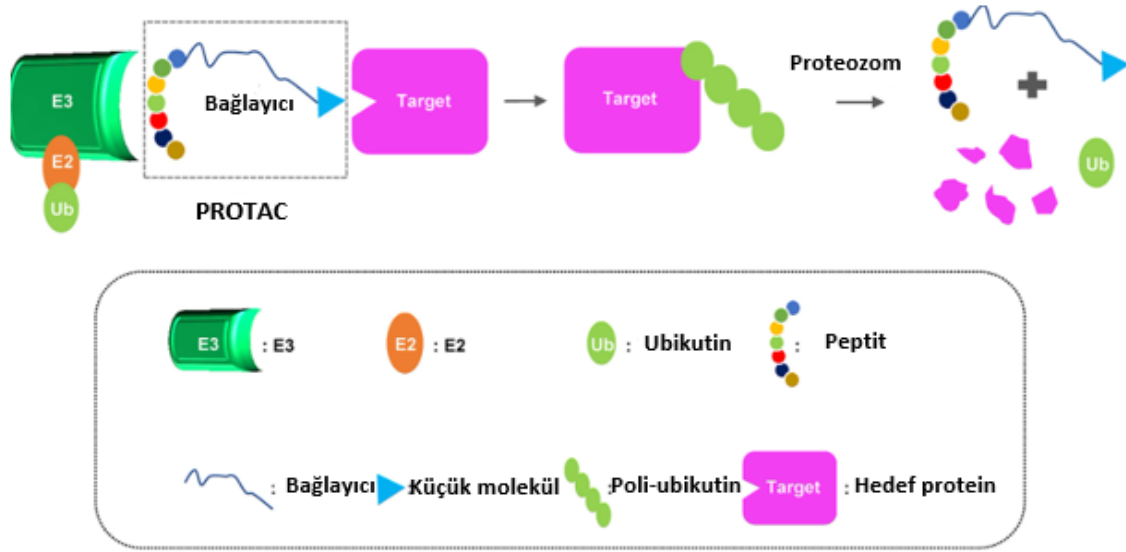 E3
E2
Ub
Bağlayıcı
PROTAC
Target
Target
Proteozom
Ub
E3 : E3
E2 : E2
Ub : Ubikutin
: Peptit
: Bağlayıcı
: Küçük molekül
: Poli-ubikutin
Target : Hedef protein